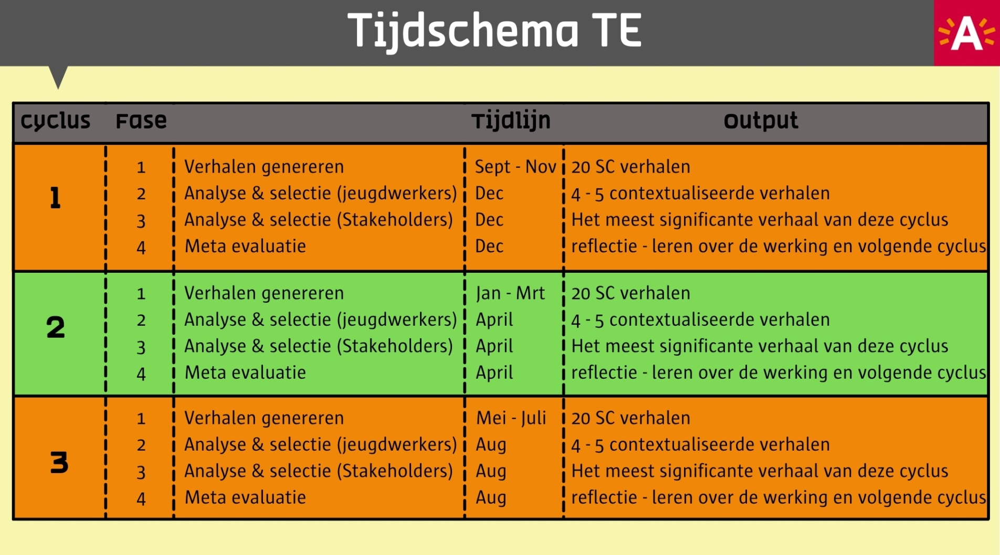 Tijdschema TE
A
Cyclus Fase Tijdlijn Output
1
1 Verhalen genereren Sept - Nov 20 SC verhalen
2 Analyse & selectie (jeugdwerkers) Dec 4 - 5 contextualiseerde verhalen
3 Analyse & selectie (Stakeholders) Dec Het meest significante verhaal van deze cyclus
4 Meta evaluatie Dec reflectie - leren over de werking en volgende cyclus
2
1 Verhalen genereren Jan - Mrt 20 SC verhalen
2 Analyse & selectie (jeugdwerkers) April 4 - 5 contextualiseerde verhalen
3 Analyse & selectie (Stakeholders) April Het meest significante verhaal van deze cyclus
4 Meta evaluatie April reflectie - leren over de werking en volgende cyclus
3
1 Verhalen genereren Mei - Juli 20 SC verhalen
2 Analyse & selectie (jeugdwerkers) Aug 4 - 5 contextualiseerde verhalen
3 Analyse & selectie (Stakeholders) Aug Het meest significante verhaal van deze cyclus
4 Meta evaluatie Aug reflectie - leren over de werking en volgende cyclus